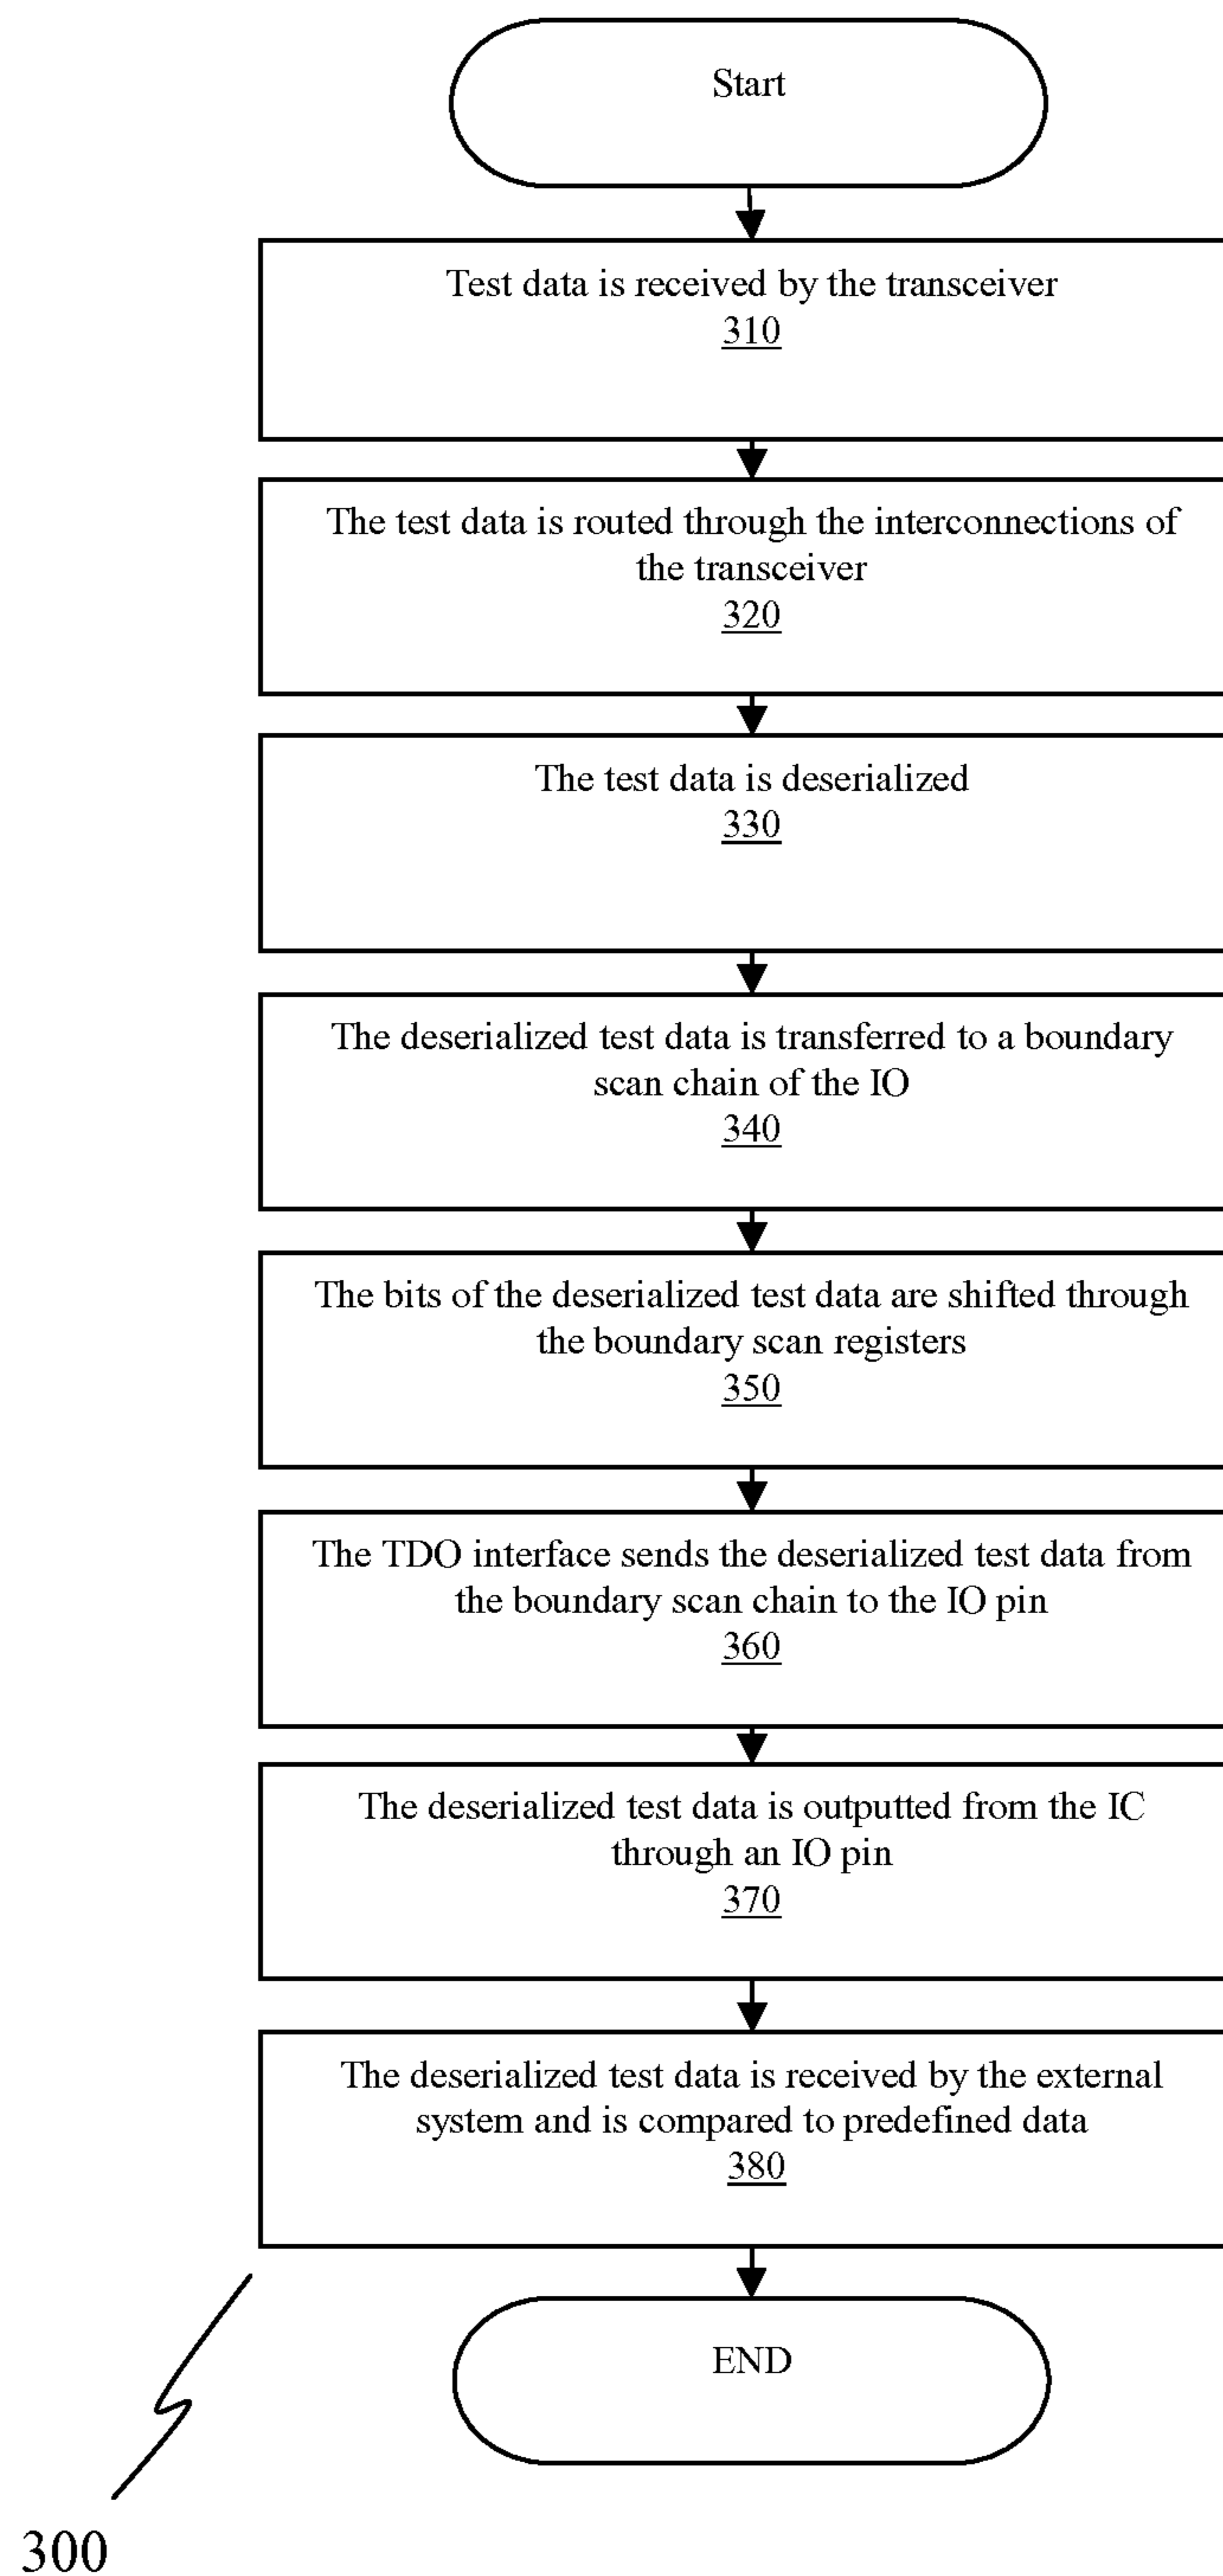 Start
Test data is received by the transceiver
310
The test data is routed through the interconnections of
the transceiver
320
The test data is deserialized
330
The deserialized test data is transferred to a boundary
scan chain of the IO
340
The bits of the deserialized test data are shifted through
the boundary scan registers
350
The TDO interface sends the deserialized test data from
the boundary scan chain to the IO pin
360
The deserialized test data is outputted from the IC
through an IO pin
370
The deserialized test data is received by the external
system and is compared to predefined data
380
END
300